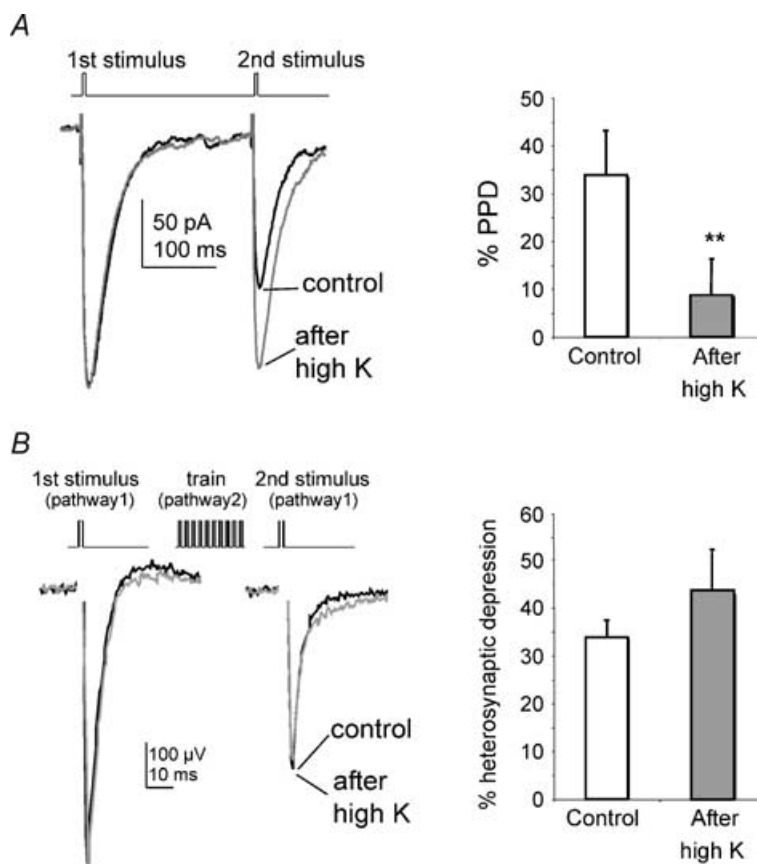 A
1st stimulus 2nd stimulus
50 pA
100 ms
control
after
high K
% PPD
50
40
30
20
10
0
**
Control After
high K
B
1st stimulus train 2nd stimulus
(pathway1) (pathway2) (pathway1)
100 µV
10 ms
control
after
high K
% heterosynaptic depression
60
50
40
30
20
10
0
Control After
high K